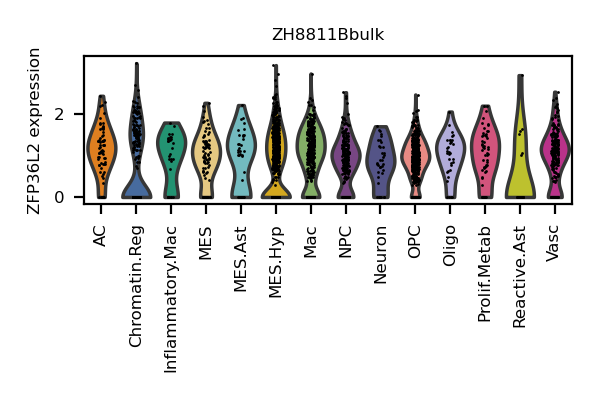 ZH8811Bbulk
ZFP36L2 expression
2
0
AC
Chromatin.Reg
Inflammatory.Mac
MES
MES.Ast
MES.Hyp
Mac
NPC
Neuron
OPC
Oligo
Prolif.Metab
Reactive.Ast
Vasc